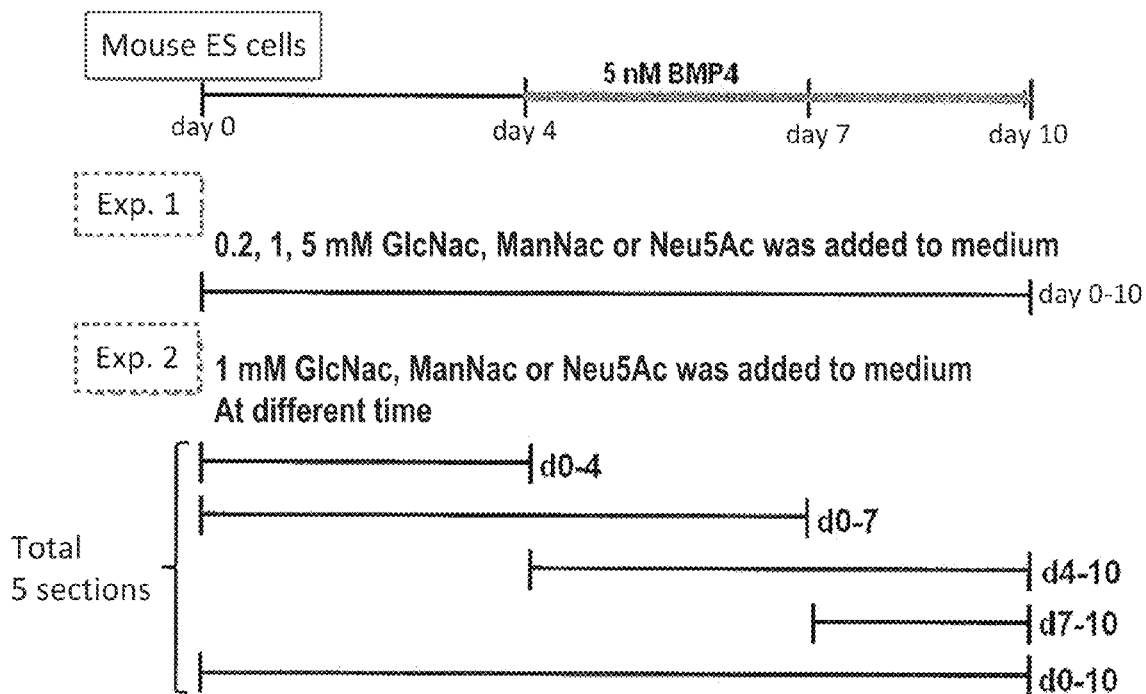 Mouse ES cells
5 nM BMP4
day 0
day 4
day 7
day 10
Exp. 1
0.2, 1, 5 mM GlcNac, ManNac or Neu5Ac was added to medium
day 0-10
Exp. 2
1 mM GlcNac, ManNac or Neu5Ac was added to medium
At different time
d0-4
d0-7
Total
5 sections
d4-10
d7-10
d0-10